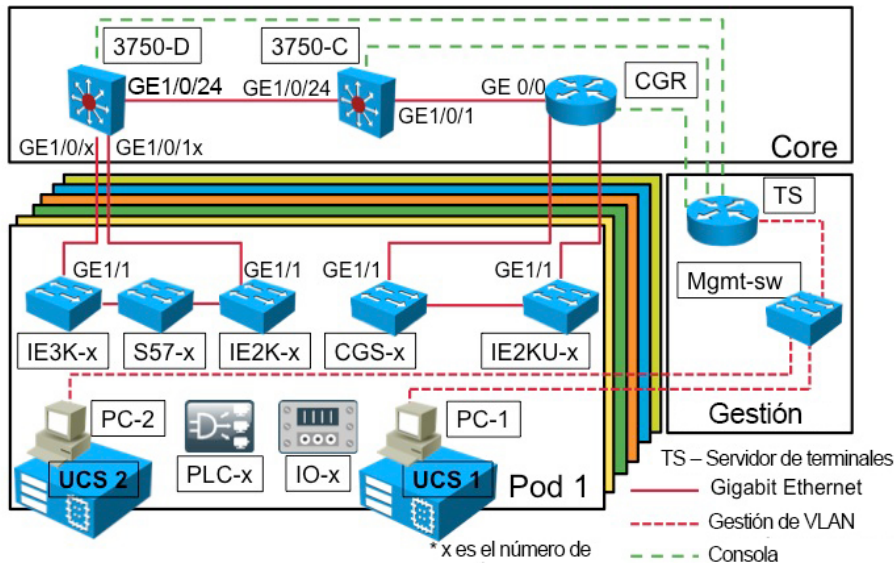 3750-D
3750-C
GE1/0/24
GE1/0/24
GE 0/0
CGR
GE1/0/1
GE1/0/x
GE1/0/1x
Core
TS
GE1/1
GE1/1
GE1/1
GE1/1
Mgmt-sw
IE3K-x
S57-x
IE2K-x
CGS-x
IE2KU-x
PC-2
PC-1
Gestión
UCS 2
PLC-x
IO-x
UCS 1
Pod 1
TS – Servidor de terminales
Gigabit Ethernet
Gestión de VLAN
Consola
* x es el número de